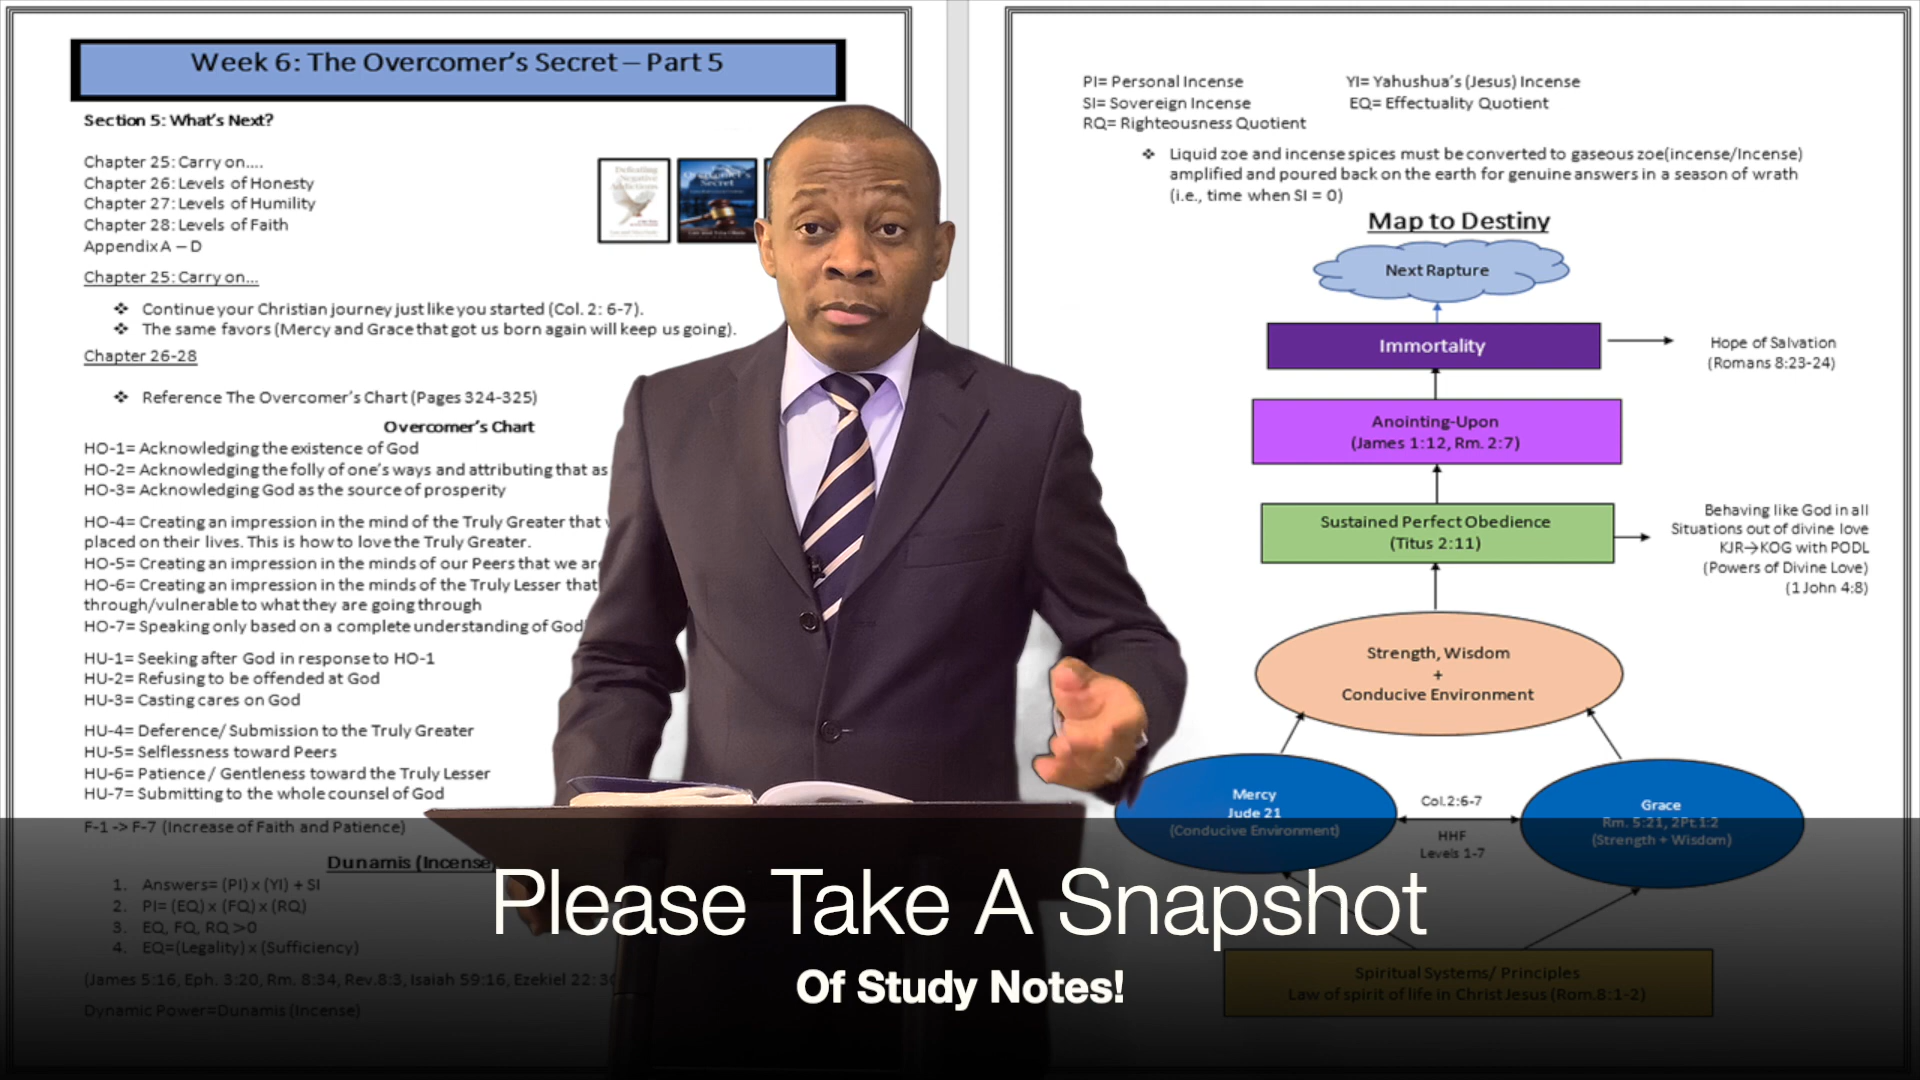 Week 6: The Overcomer's Secret – Part 5
Section 5: What's Next?
Chapter 25: Carry on....
Chapter 26: Levels of Honesty
Chapter 27: Levels of Humility
Chapter 28: Levels of Faith
Appendix A – D
Defeating
Negative
Addictions
Secret
Chapter 25: Carry on...
❖ Continue your Christian journey just like you started (Col. 2: 6-7).
❖ The same favors (Mercy and Grace that got us born again will keep us going).
Chapter 26-28
❖ Reference The Overcomer's Chart (Pages 324-325)
Overcomer's Chart
HO-1= Acknowledging the existence of God
HO-2= Acknowledging the folly of one's ways and attributing that as
HO-3= Acknowledging God as the source of prosperity
HO-4= Creating an impression in the mind of the Truly Greater that
placed on their lives. This is how to love the Truly Greater.
HO-5= Creating an impression in the minds of our Peers that we are
HO-6= Creating an impression in the minds of the Truly Lesser that
through/vulnerable to what they are going through
HO-7= Speaking only based on a complete understanding of God
HU-1= Seeking after God in response to HO-1
HU-2= Refusing to be offended at God
HU-3= Casting cares on God
HU-4= Deference/ Submission to the Truly Greater
HU-5= Selflessness toward Peers
HU-6= Patience / Gentleness toward the Truly Lesser
HU-7= Submitting to the whole counsel of God
F-1 -> F-7 (Increase of Faith and Patience)
Dunamis (Incense)
1. Answers= (PI) x (YI) + SI
2. PI= (EQ) x (FQ) x (RQ)
3. EQ, FQ, RQ >0
4. EQ=(Legality) x (Sufficiency)
(James 5:16, Eph. 3:20, Rm. 8:34, Rev.8:3, Isaiah 59:16, Ezekiel 22: 30
Dynamic Power=Dunamis (Incense)
PI= Personal Incense YI= Yahushua's (Jesus) Incense
SI= Sovereign Incense EQ= Effectuality Quotient
RQ= Righteousness Quotient
❖ Liquid zoe and incense spices must be converted to gaseous zoe(incense/Incense)
amplified and poured back on the earth for genuine answers in a season of wrath
(i.e., time when SI = 0)
Map to Destiny
Next Rapture
Immortality
Hope of Salvation
(Romans 8:23-24)
Anointing-Upon
(James 1:12, Rm. 2:7)
Sustained Perfect Obedience
(Titus 2:11)
Behaving like God in all
Situations out of divine love
KJR→KOG with PODL
(Powers of Divine Love)
(1 John 4:8)
Strength, Wisdom
+
Conducive Environment
Mercy
Jude 21
(Conducive Environment)
Col.2:6-7
HHF
Levels 1-7
Grace
Rm. 5:21, 2Pt.1:2
(Strength + Wisdom)
Spiritual Systems/ Principles
Law of spirit of life in Christ Jesus (Rom.8:1-2)
Please Take A Snapshot
Of Study Notes!